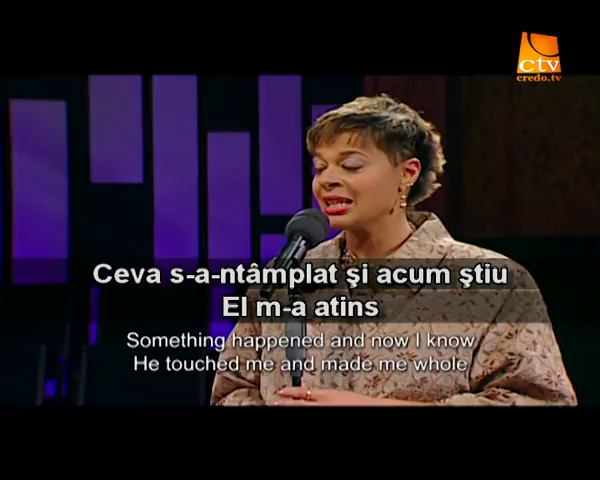 ctv
credo.tv
Ceva s-a-ntâmplat şi acum ştiu
El m-a atins
Something happened and now I know
He touched me and made me whole